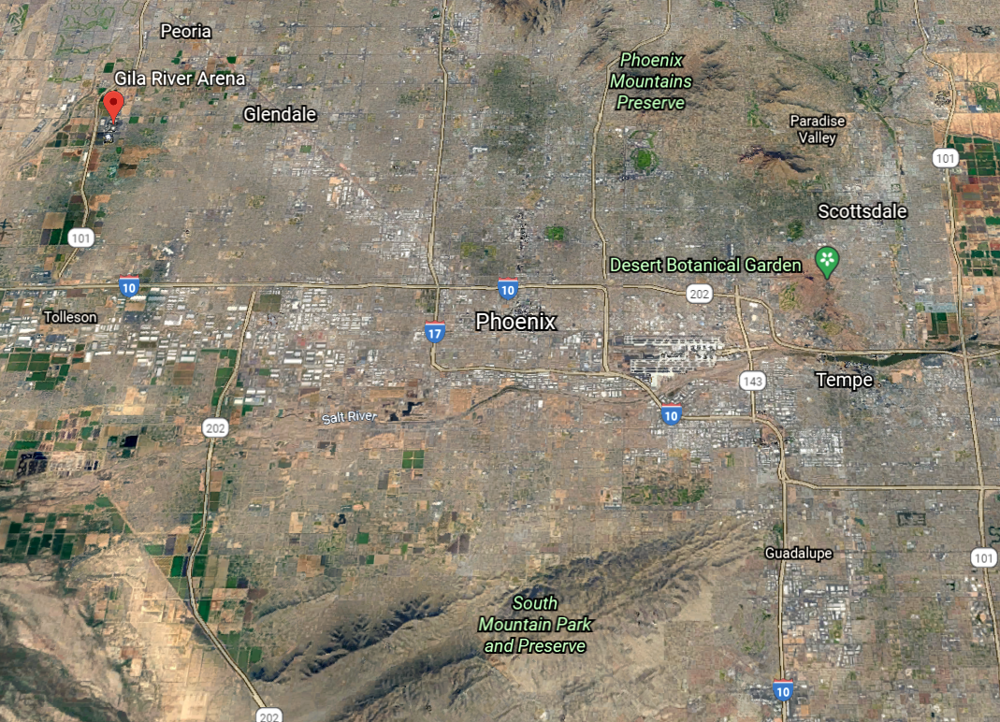 Peoria
Gila River Arena
Glendale
Phoenix
Mountains
Preserve
Paradise
Valley
101
Scottsdale
101
Desert Botanical Garden
10
10
202
Tolleson
17
Phoenix
143
Tempe
Salt River
10
202
Guadalupe
101
South
Mountain Park
and Preserve
10
202